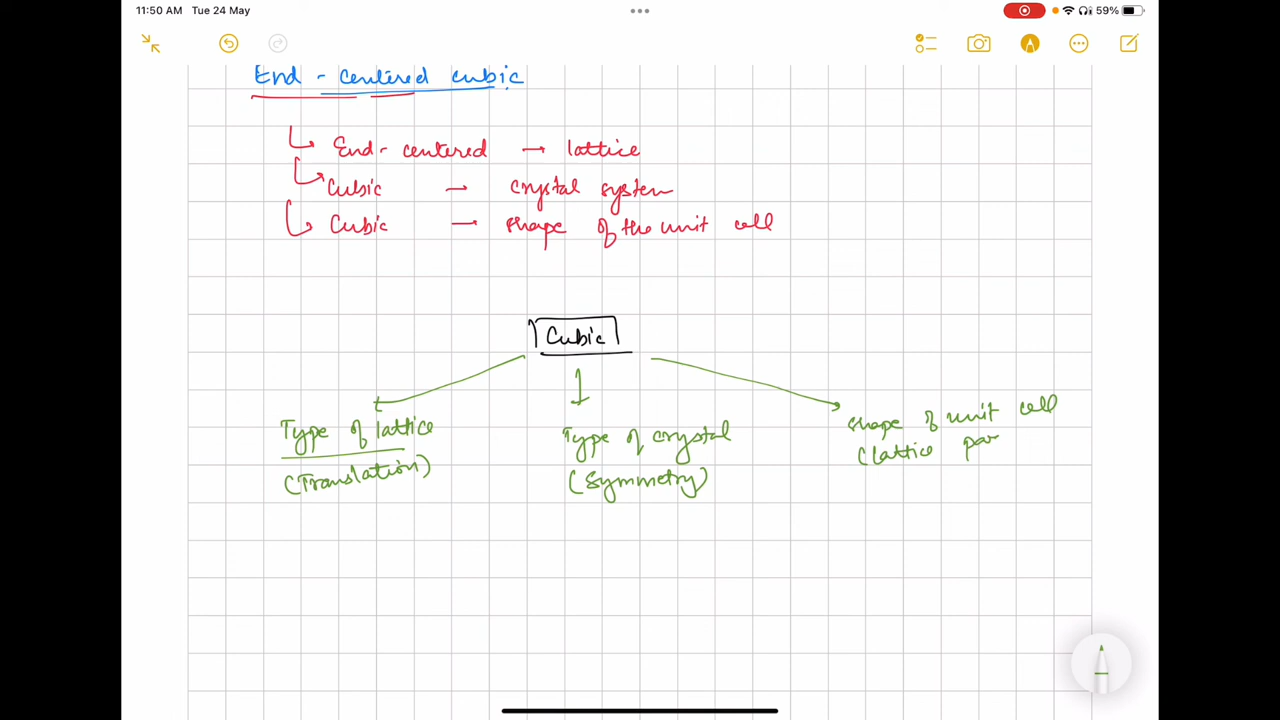 11:50 AM Tue 24 May
59%
End - centered cubic
End - centered → lattice
Cubic → crystal system
Cubic — shape of the unit cell
Cubic
Type of lattice
(Translation)
Type of crystal
(Symmetry)
shape of unit cell
(lattice par